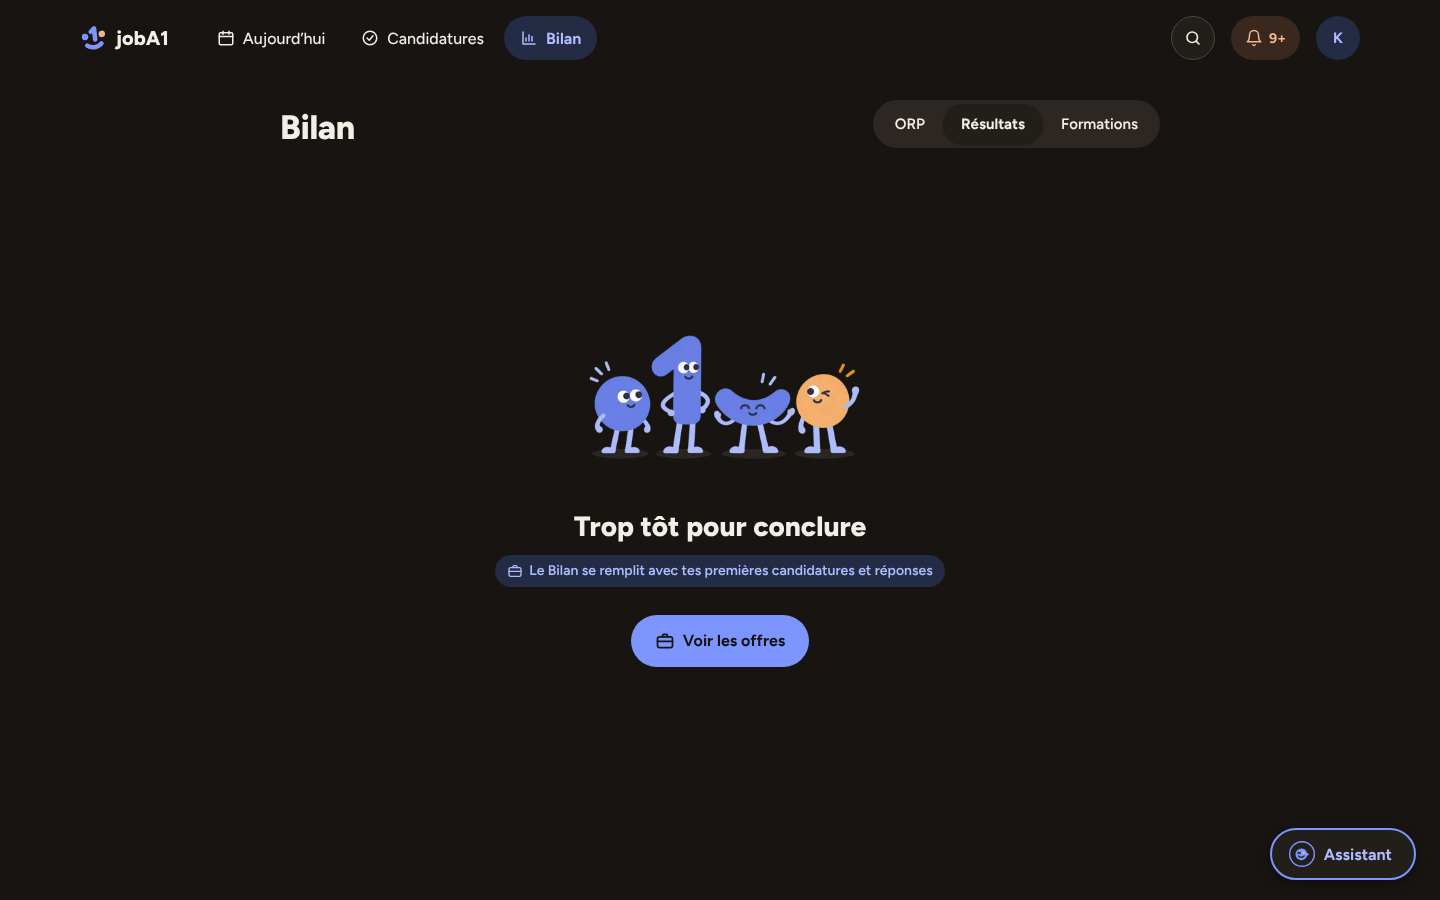 jobA1
Aujourd'hui
Candidatures
Bilan
9+
K
Bilan
ORP
Résultats
Formations
Trop tôt pour conclure
Le Bilan se remplit avec tes premières candidatures et réponses
Voir les offres
Assistant